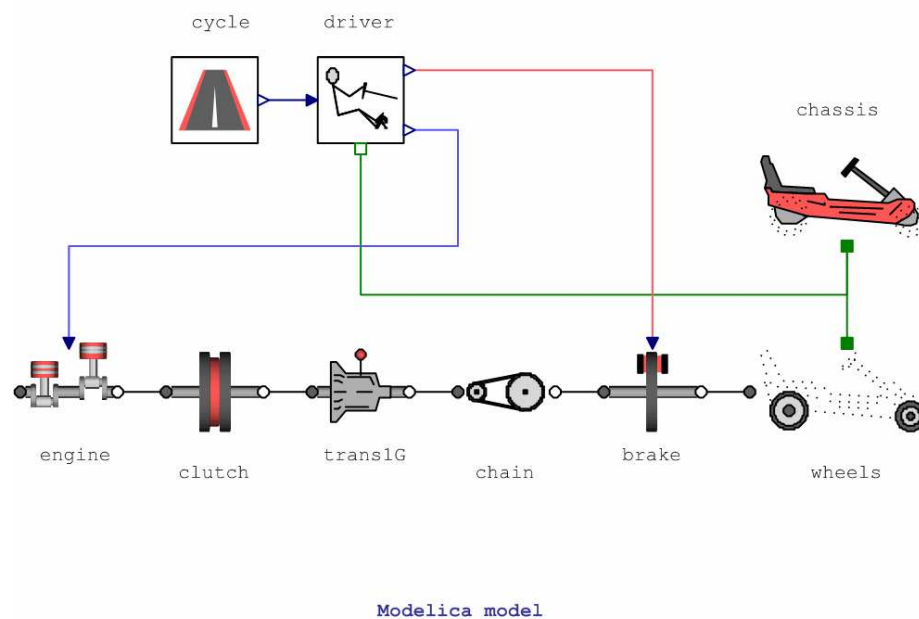 cycle
driver
chassis
engine
clutch
trans1G
chain
brake
wheels
Modelica model